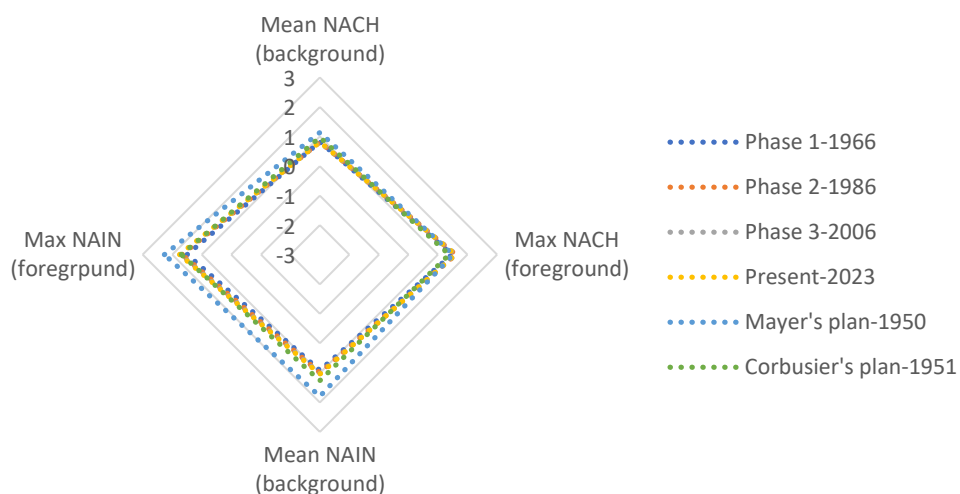 Mean NACH
(background)
3
2
1
0
-1
-2
-3
Max NACH
(foreground)
Mean NAIN
(background)
Max NAIN
(foregrpund)
Phase 1-1966
Phase 2-1986
Phase 3-2006
Present-2023
Mayer's plan-1950
Corbusier's plan-1951